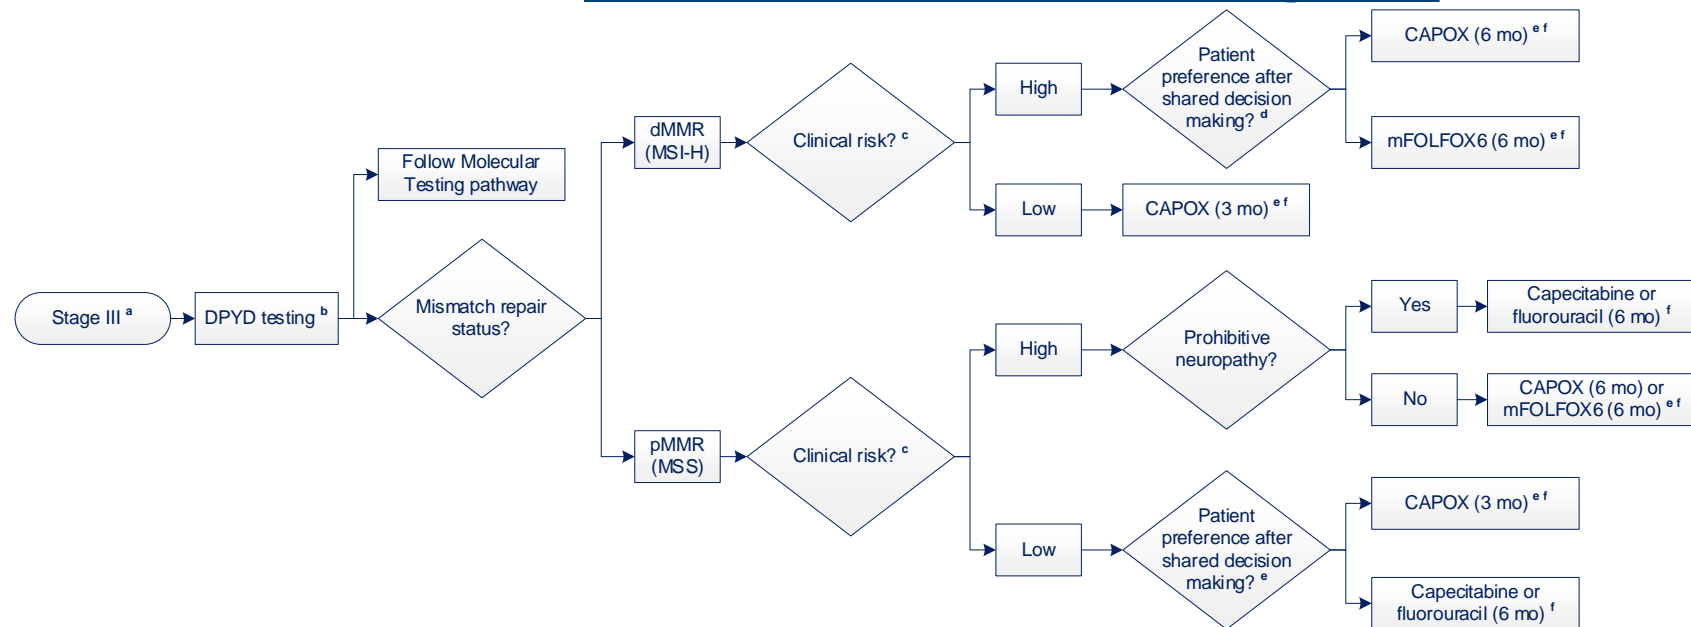 Stage III a
DPYD testing b
Follow Molecular
Testing pathway
Mismatch repair
status?
dMMR
(MSI-H)
Clinical risk? c
High
Patient
preference after
shared decision
making? d
CAPOX (6 mo) e f
mFOLFOX6 (6 mo) e f
Low
CAPOX (3 mo) e f
pMMR
(MSS)
Clinical risk? c
High
Prohibitive
neuropathy?
Yes
Capecitabine or
fluorouracil (6 mo) f
No
CAPOX (6 mo) or
mFOLFOX6 (6 mo) e f
Low
Patient
preference after
shared decision
making? e
CAPOX (3 mo) e f
Capecitabine or
fluorouracil (6 mo) f